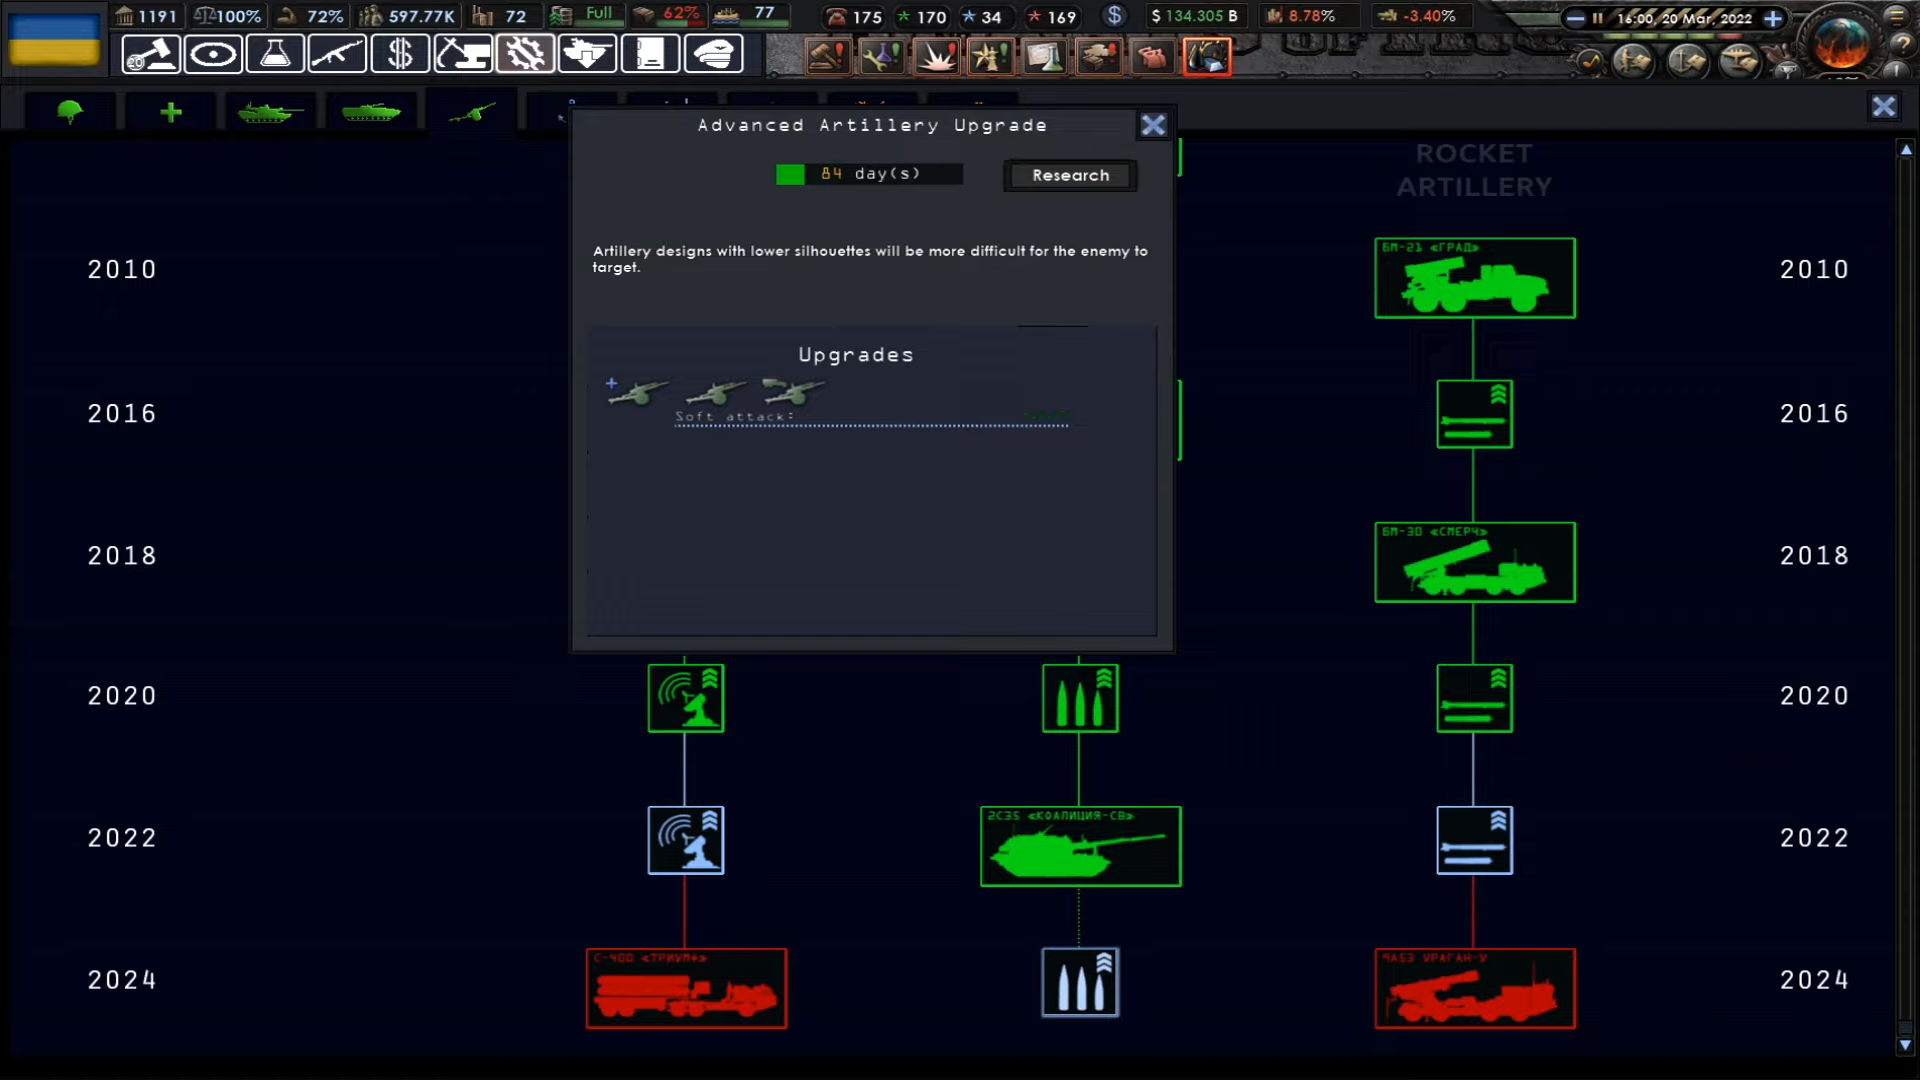 1191 100% 72% 597.77K 72 Full 62% 77 175 170 34 169 $ 134.305 B 8.78% -3.40% 16:00, 20 Mar, 2022
20
Advanced Artillery Upgrade
84 day(s) Research
Artillery designs with lower silhouettes will be more difficult for the enemy to
target.
Upgrades
Soft attack:
ROCKET
ARTILLERY
2010 БМ-21 «ГРАД» 2010
2016 2016
2018 БМ-30 «СМЕРЧ» 2018
2020 2020
2022 2С35 «КОАЛИЦИЯ-СВ» 2022
2024 С-400 «ТРИУМФ» 9А53 УРАГАН-У 2024